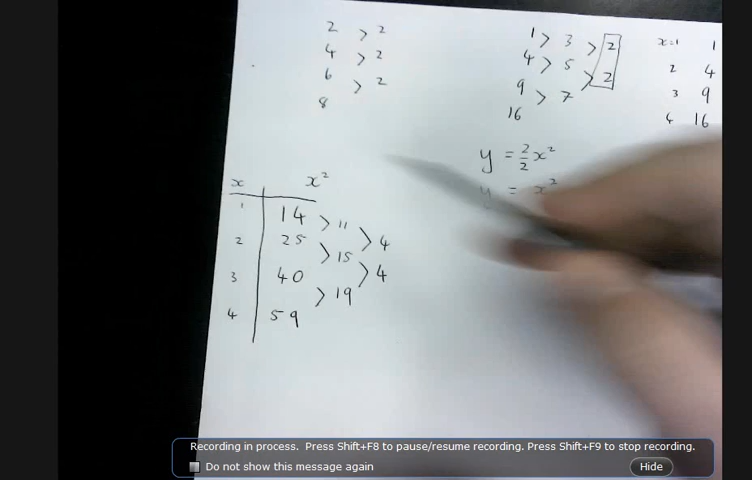 2 > 2
4 > 2
6 > 2
8
1 > 3 > 2
4 > 5 > 2
9 > 7
16
x=1 1
2 4
3 9
4 16
y = 2/2 x²
y = x²
x x²
1 14 > 11 > 4
2 25 > 15 > 4
3 40 > 19
4 59
Recording in process. Press Shift+F8 to pause/resume recording. Press Shift+F9 to stop recording.
Do not show this message again
Hide